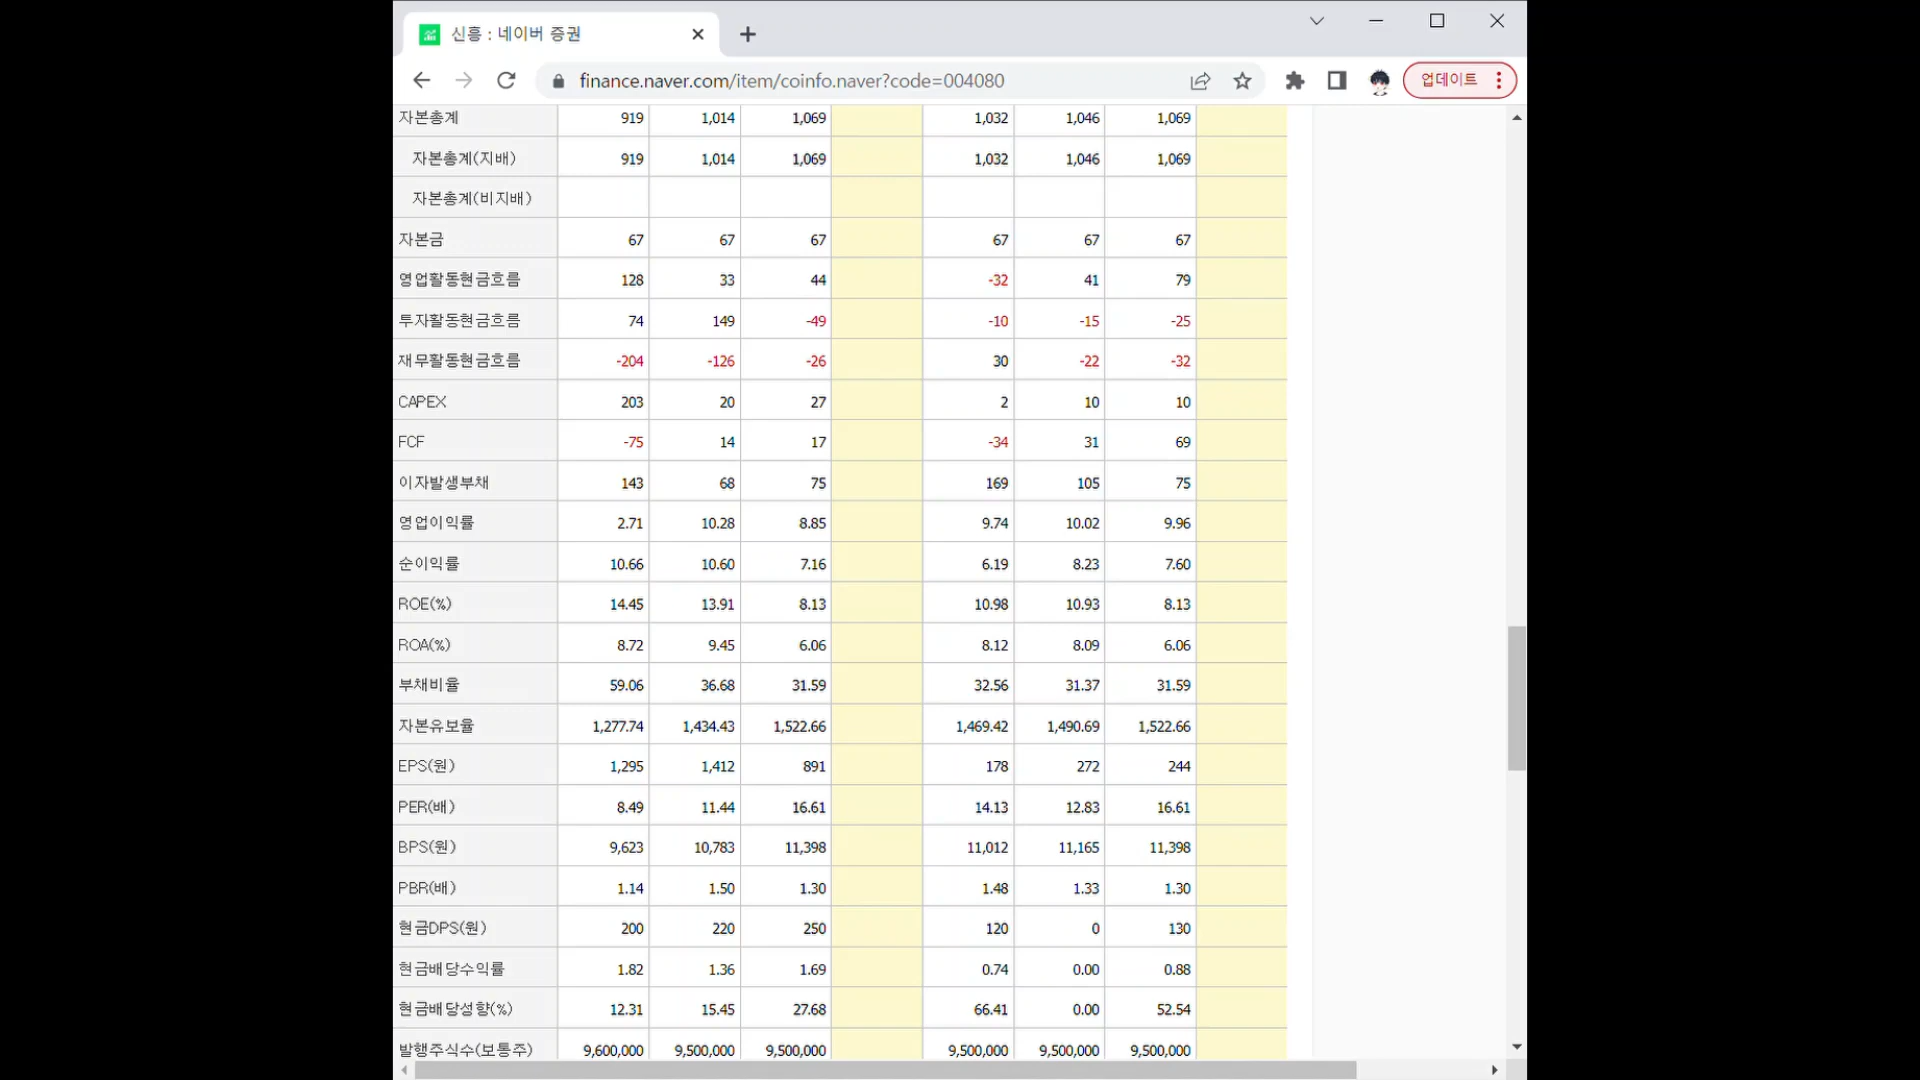 신흥 : 네이버 증권
finance.naver.com/item/coinfo.naver?code=004080
업데이트
자본총계 919 1,014 1,069 1,032 1,046 1,069
자본총계(지배) 919 1,014 1,069 1,032 1,046 1,069
자본총계(비지배)
자본금 67 67 67 67 67 67
영업활동현금흐름 128 33 44 -32 41 79
투자활동현금흐름 74 149 -49 -10 -15 -25
재무활동현금흐름 -204 -126 -26 30 -22 -32
CAPEX 203 20 27 2 10 10
FCF -75 14 17 -34 31 69
이자발생부채 143 68 75 169 105 75
영업이익률 2.71 10.28 8.85 9.74 10.02 9.96
순이익률 10.66 10.60 7.16 6.19 8.23 7.60
ROE(%) 14.45 13.91 8.13 10.98 10.93 8.13
ROA(%) 8.72 9.45 6.06 8.12 8.09 6.06
부채비율 59.06 36.68 31.59 32.56 31.37 31.59
자본유보율 1,277.74 1,434.43 1,522.66 1,469.42 1,490.69 1,522.66
EPS(원) 1,295 1,412 891 178 272 244
PER(배) 8.49 11.44 16.61 14.13 12.83 16.61
BPS(원) 9,623 10,783 11,398 11,012 11,165 11,398
PBR(배) 1.14 1.50 1.30 1.48 1.33 1.30
현금DPS(원) 200 220 250 120 0 130
현금배당수익률 1.82 1.36 1.69 0.74 0.00 0.88
현금배당성향(%) 12.31 15.45 27.68 66.41 0.00 52.54
발행주식수(보통주) 9,600,000 9,500,000 9,500,000 9,500,000 9,500,000 9,500,000